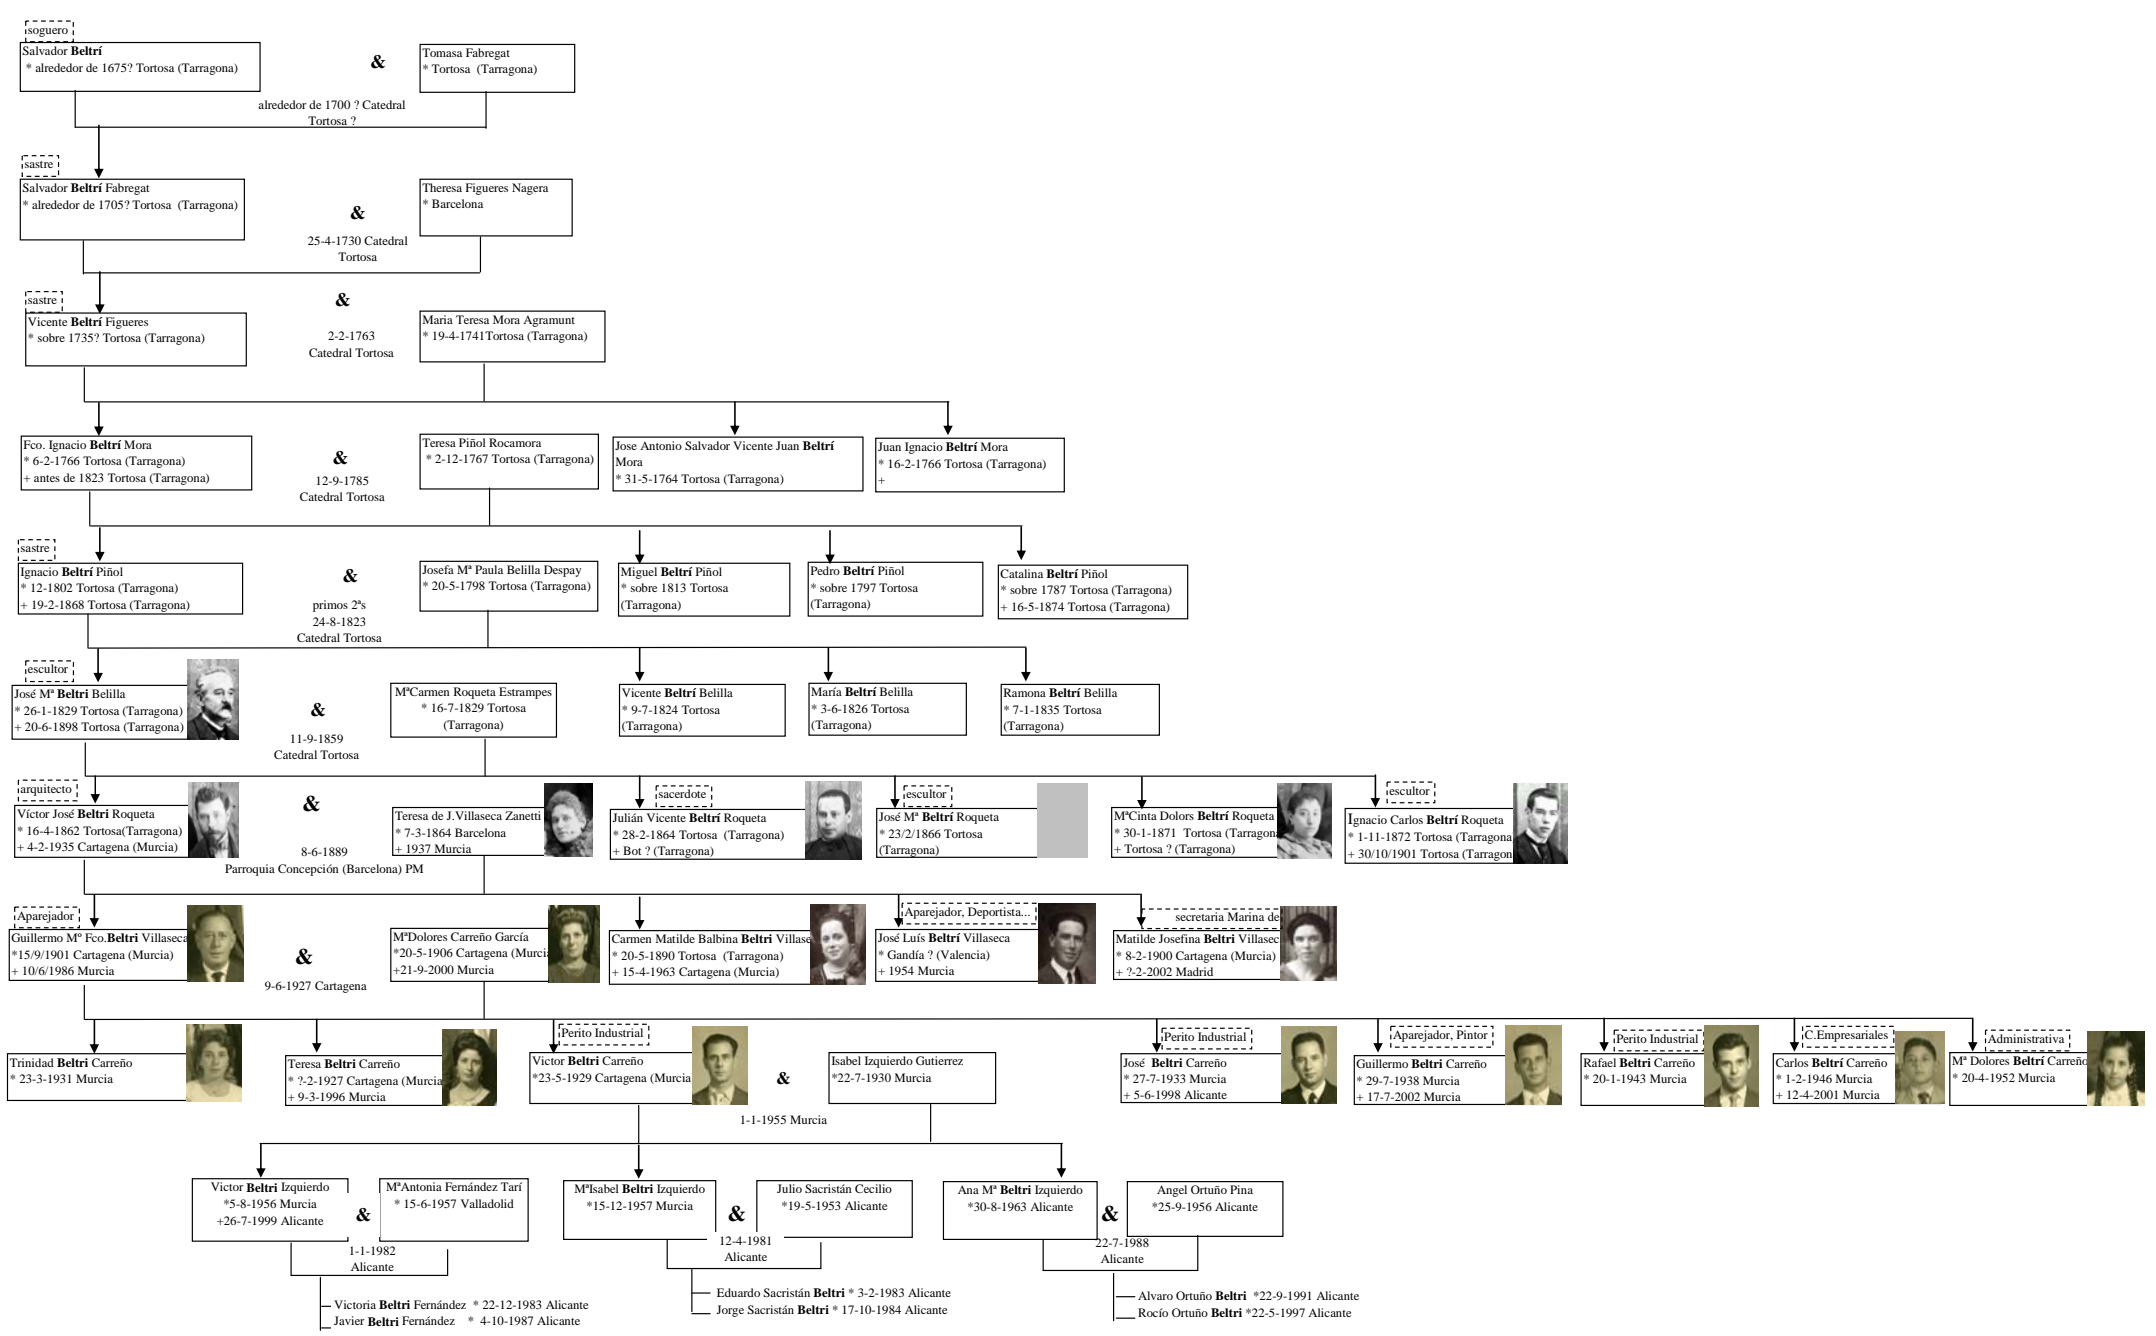 soguero
Salvador Beltrí
* alrededor de 1675? Tortosa (Tarragona)
&
Tomasa Fabregat
* Tortosa (Tarragona)
alrededor de 1700 ? Catedral
Tortosa ?
sastre
Salvador Beltrí Fabregat
* alrededor de 1705? Tortosa (Tarragona)
&
25-4-1730 Catedral
Tortosa
Theresa Figueres Nagera
* Barcelona
sastre
Vicente Beltrí Figueres
* sobre 1735? Tortosa (Tarragona)
&
2-2-1763
Catedral Tortosa
Maria Teresa Mora Agramunt
* 19-4-1741Tortosa (Tarragona)
Fco. Ignacio Beltrí Mora
* 6-2-1766 Tortosa (Tarragona)
+ antes de 1823 Tortosa (Tarragona)
&
12-9-1785
Catedral Tortosa
Teresa Piñol Rocamora
* 2-12-1767 Tortosa (Tarragona)
Jose Antonio Salvador Vicente Juan Beltrí
Mora
* 31-5-1764 Tortosa (Tarragona)
Juan Ignacio Beltrí Mora
* 16-2-1766 Tortosa (Tarragona)
+
sastre
Ignacio Beltrí Piñol
* 12-1802 Tortosa (Tarragona)
+ 19-2-1868 Tortosa (Tarragona)
&
primos 2ªs
24-8-1823
Catedral Tortosa
Josefa Mª Paula Belilla Despay
* 20-5-1798 Tortosa (Tarragona)
Miguel Beltrí Piñol
* sobre 1813 Tortosa
(Tarragona)
Pedro Beltrí Piñol
* sobre 1797 Tortosa
(Tarragona)
Catalina Beltrí Piñol
* sobre 1787 Tortosa (Tarragona)
+ 16-5-1874 Tortosa (Tarragona)
escultor
José Mª Beltri Belilla
* 26-1-1829 Tortosa (Tarragona)
+ 20-6-1898 Tortosa (Tarragona)
&
11-9-1859
Catedral Tortosa
MªCarmen Roqueta Estrampes
* 16-7-1829 Tortosa
(Tarragona)
Vicente Beltrí Belilla
* 9-7-1824 Tortosa
(Tarragona)
María Beltrí Belilla
* 3-6-1826 Tortosa
(Tarragona)
Ramona Beltrí Belilla
* 7-1-1835 Tortosa
(Tarragona)
arquitecto
Víctor José Beltri Roqueta
* 16-4-1862 Tortosa(Tarragona)
+ 4-2-1935 Cartagena (Murcia)
&
8-6-1889
Parroquia Concepción (Barcelona) PM
Teresa de J.Villaseca Zanetti
* 7-3-1864 Barcelona
+ 1937 Murcia
sacerdote
Julián Vicente Beltrí Roqueta
* 28-2-1864 Tortosa (Tarragona)
+ Bot ? (Tarragona)
escultor
José Mª Beltrí Roqueta
* 23/2/1866 Tortosa
(Tarragona)
MªCinta Dolors Beltrí Roqueta
* 30-1-1871 Tortosa (Tarragona
+ Tortosa ? (Tarragona)
escultor
Ignacio Carlos Beltrí Roqueta
* 1-11-1872 Tortosa (Tarragona
+ 30/10/1901 Tortosa (Tarragon
Aparejador
Guillermo Mº Fco.Beltri Villaseca
*15/9/1901 Cartagena (Murcia)
+ 10/6/1986 Murcia
&
9-6-1927 Cartagena
MªDolores Carreño García
*20-5-1906 Cartagena (Murcia
+21-9-2000 Murcia
Carmen Matilde Balbina Beltri Villase
* 20-5-1890 Tortosa (Tarragona)
+ 15-4-1963 Cartagena (Murcia)
Aparejador, Deportista...
José Luís Beltrí Villaseca
* Gandía ? (Valencia)
+ 1954 Murcia
secretaria Marina de
Matilde Josefina Beltri Villasec
* 8-2-1900 Cartagena (Murcia)
+ ?-2-2002 Madrid
Trinidad Beltri Carreño
* 23-3-1931 Murcia
Teresa Beltri Carreño
* ?-2-1927 Cartagena (Murcia
+ 9-3-1996 Murcia
Perito Industrial
Victor Beltri Carreño
*23-5-1929 Cartagena (Murcia
&
1-1-1955 Murcia
Isabel Izquierdo Gutierrez
*22-7-1930 Murcia
Perito Industrial
José Beltri Carreño
* 27-7-1933 Murcia
+ 5-6-1998 Alicante
Aparejador, Pintor
Guillermo Beltri Carreño
* 29-7-1938 Murcia
+ 17-7-2002 Murcia
Perito Industrial
Rafael Beltri Carreño
* 20-1-1943 Murcia
C.Empresariales
Carlos Beltrí Carreño
* 1-2-1946 Murcia
+ 12-4-2001 Murcia
Administrativa
Mª Dolores Beltrí Carreño
* 20-4-1952 Murcia
Victor Beltri Izquierdo
*5-8-1956 Murcia
+26-7-1999 Alicante
&
1-1-1982
Alicante
MªAntonia Fernández Tarí
* 15-6-1957 Valladolid
MªIsabel Beltri Izquierdo
*15-12-1957 Murcia
&
12-4-1981
Alicante
Julio Sacristán Cecilio
*19-5-1953 Alicante
Ana Mª Beltri Izquierdo
*30-8-1963 Alicante
&
22-7-1988
Alicante
Angel Ortuño Pina
*25-9-1956 Alicante
Victoria Beltri Fernández * 22-12-1983 Alicante
Javier Beltri Fernández * 4-10-1987 Alicante
Eduardo Sacristán Beltri * 3-2-1983 Alicante
Jorge Sacristán Beltri * 17-10-1984 Alicante
Alvaro Ortuño Beltri *22-9-1991 Alicante
Rocío Ortuño Beltri *22-5-1997 Alicante